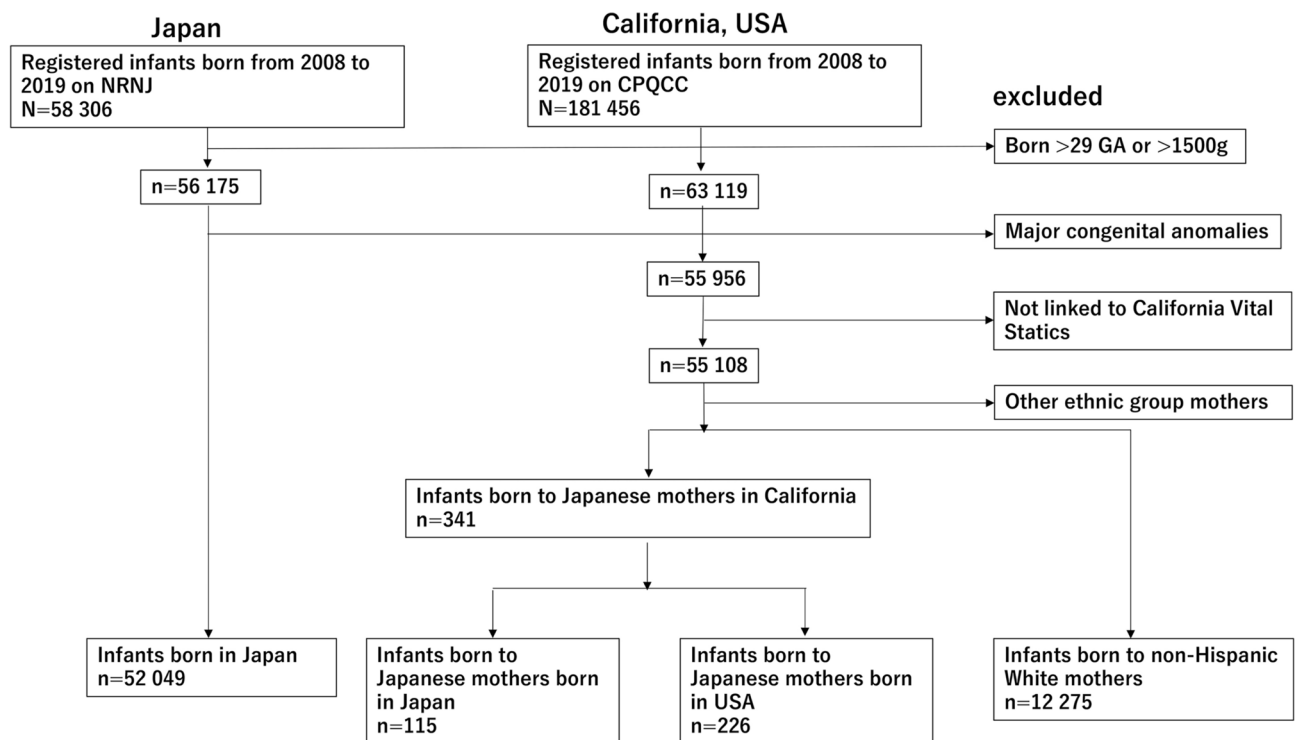 Japan
California, USA
Registered infants born from 2008 to
2019 on NRNJ
N=58 306
Registered infants born from 2008 to
2019 on CPQCC
N=181 456
excluded
Born >29 GA or >1500g
n=56 175
n=63 119
Major congenital anomalies
n=55 956
Not linked to California Vital
Statics
n=55 108
Other ethnic group mothers
Infants born to Japanese mothers in California
n=341
Infants born in Japan
n=52 049
Infants born to
Japanese mothers born
in Japan
n=115
Infants born to
Japanese mothers born
in USA
n=226
Infants born to non-Hispanic
White mothers
n=12 275